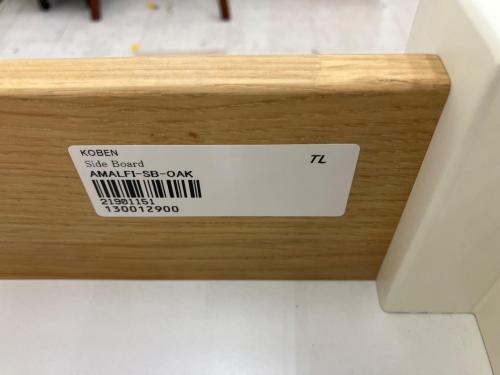 KOBEN
Side Board
TL
AMALFI-SB-OAK
21901151
130012900